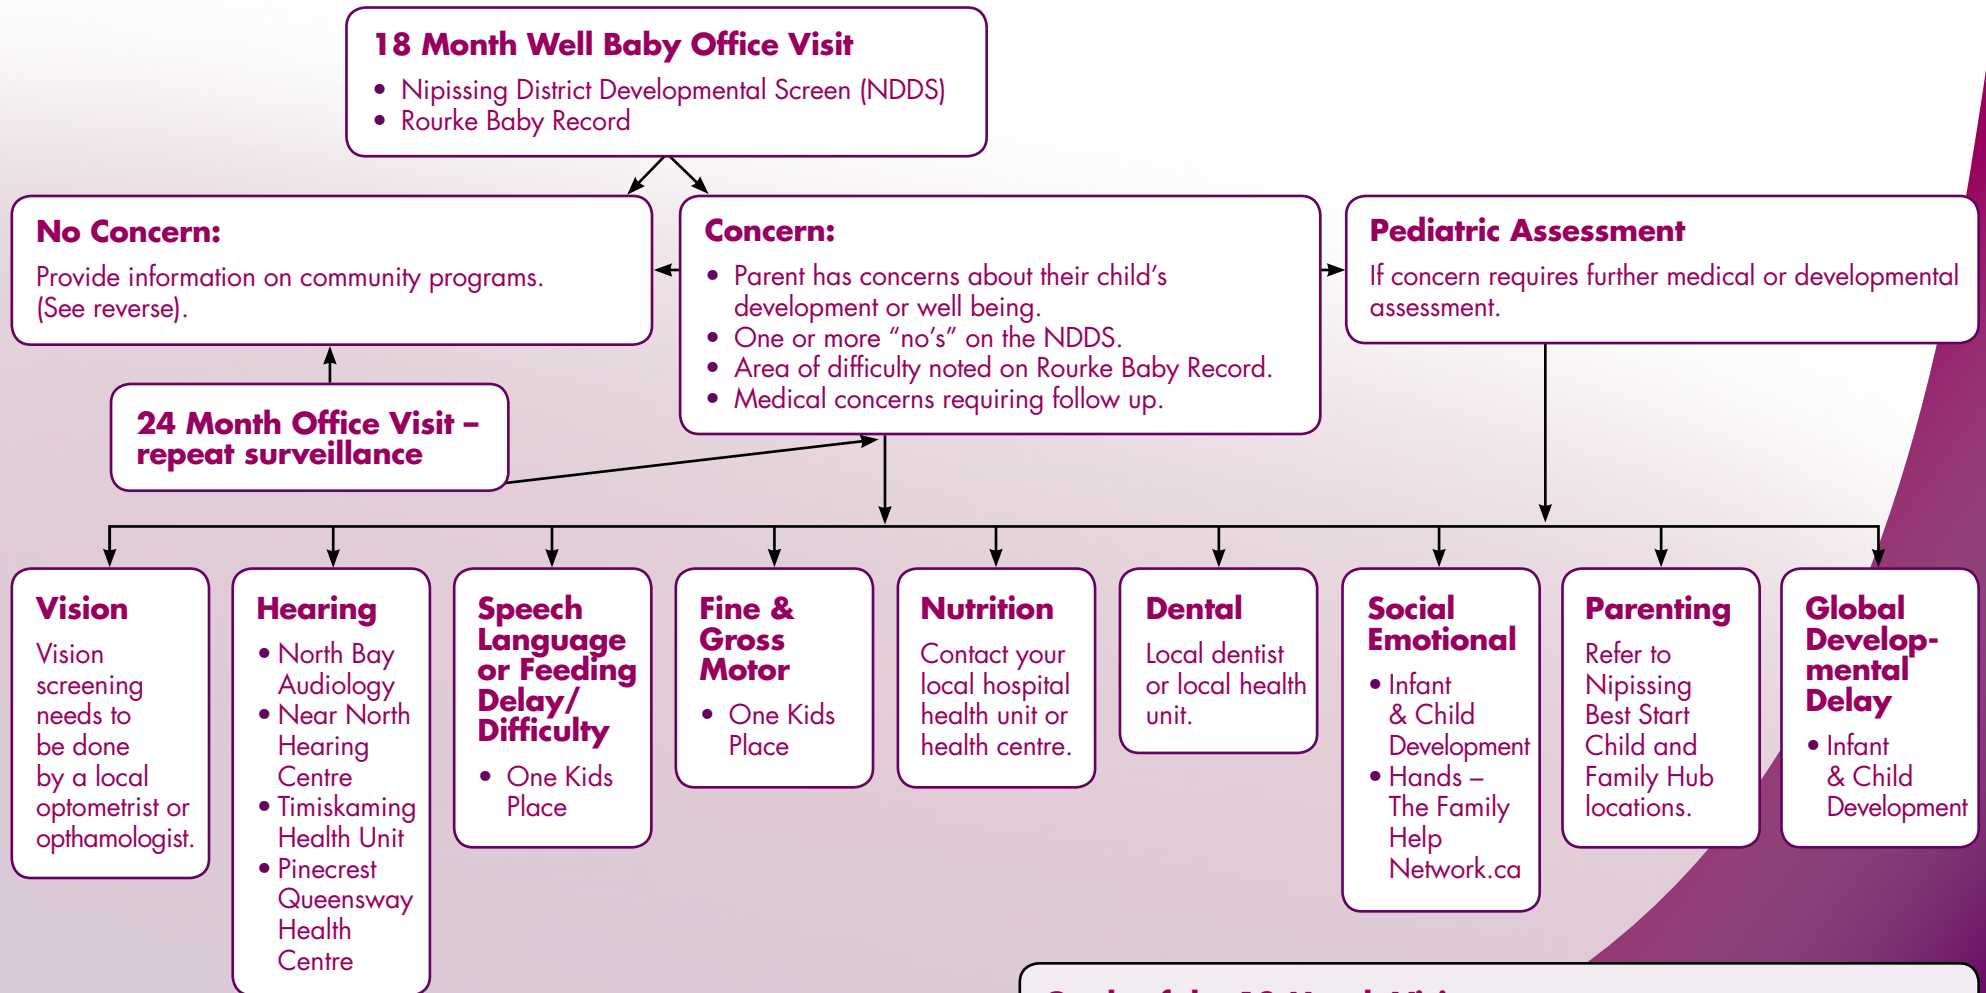 18 Month Well Baby Office Visit
• Nipissing District Developmental Screen (NDDS)
• Rourke Baby Record
No Concern:
Provide information on community programs.
(See reverse).
Concern:
• Parent has concerns about their child's
development or well being.
• One or more “no's” on the NDDS.
• Area of difficulty noted on Rourke Baby Record.
• Medical concerns requiring follow up.
Pediatric Assessment
If concern requires further medical or developmental
assessment.
24 Month Office Visit –
repeat surveillance
Vision
Vision
screening
needs to
be done
by a local
optometrist or
opthamologist.
Hearing
• North Bay
Audiology
• Near North
Hearing
Centre
• Timiskaming
Health Unit
• Pinecrest
Queensway
Health
Centre
Speech
Language
or Feeding
Delay/
Difficulty
• One Kids
Place
Fine &
Gross
Motor
• One Kids
Place
Nutrition
Contact your
local hospital
health unit or
health centre.
Dental
Local dentist
or local health
unit.
Social
Emotional
• Infant
& Child
Development
• Hands –
The Family
Help
Network.ca
Parenting
Refer to
Nipissing
Best Start
Child and
Family Hub
locations.
Global
Develop-
mental
Delay
• Infant
& Child
Development